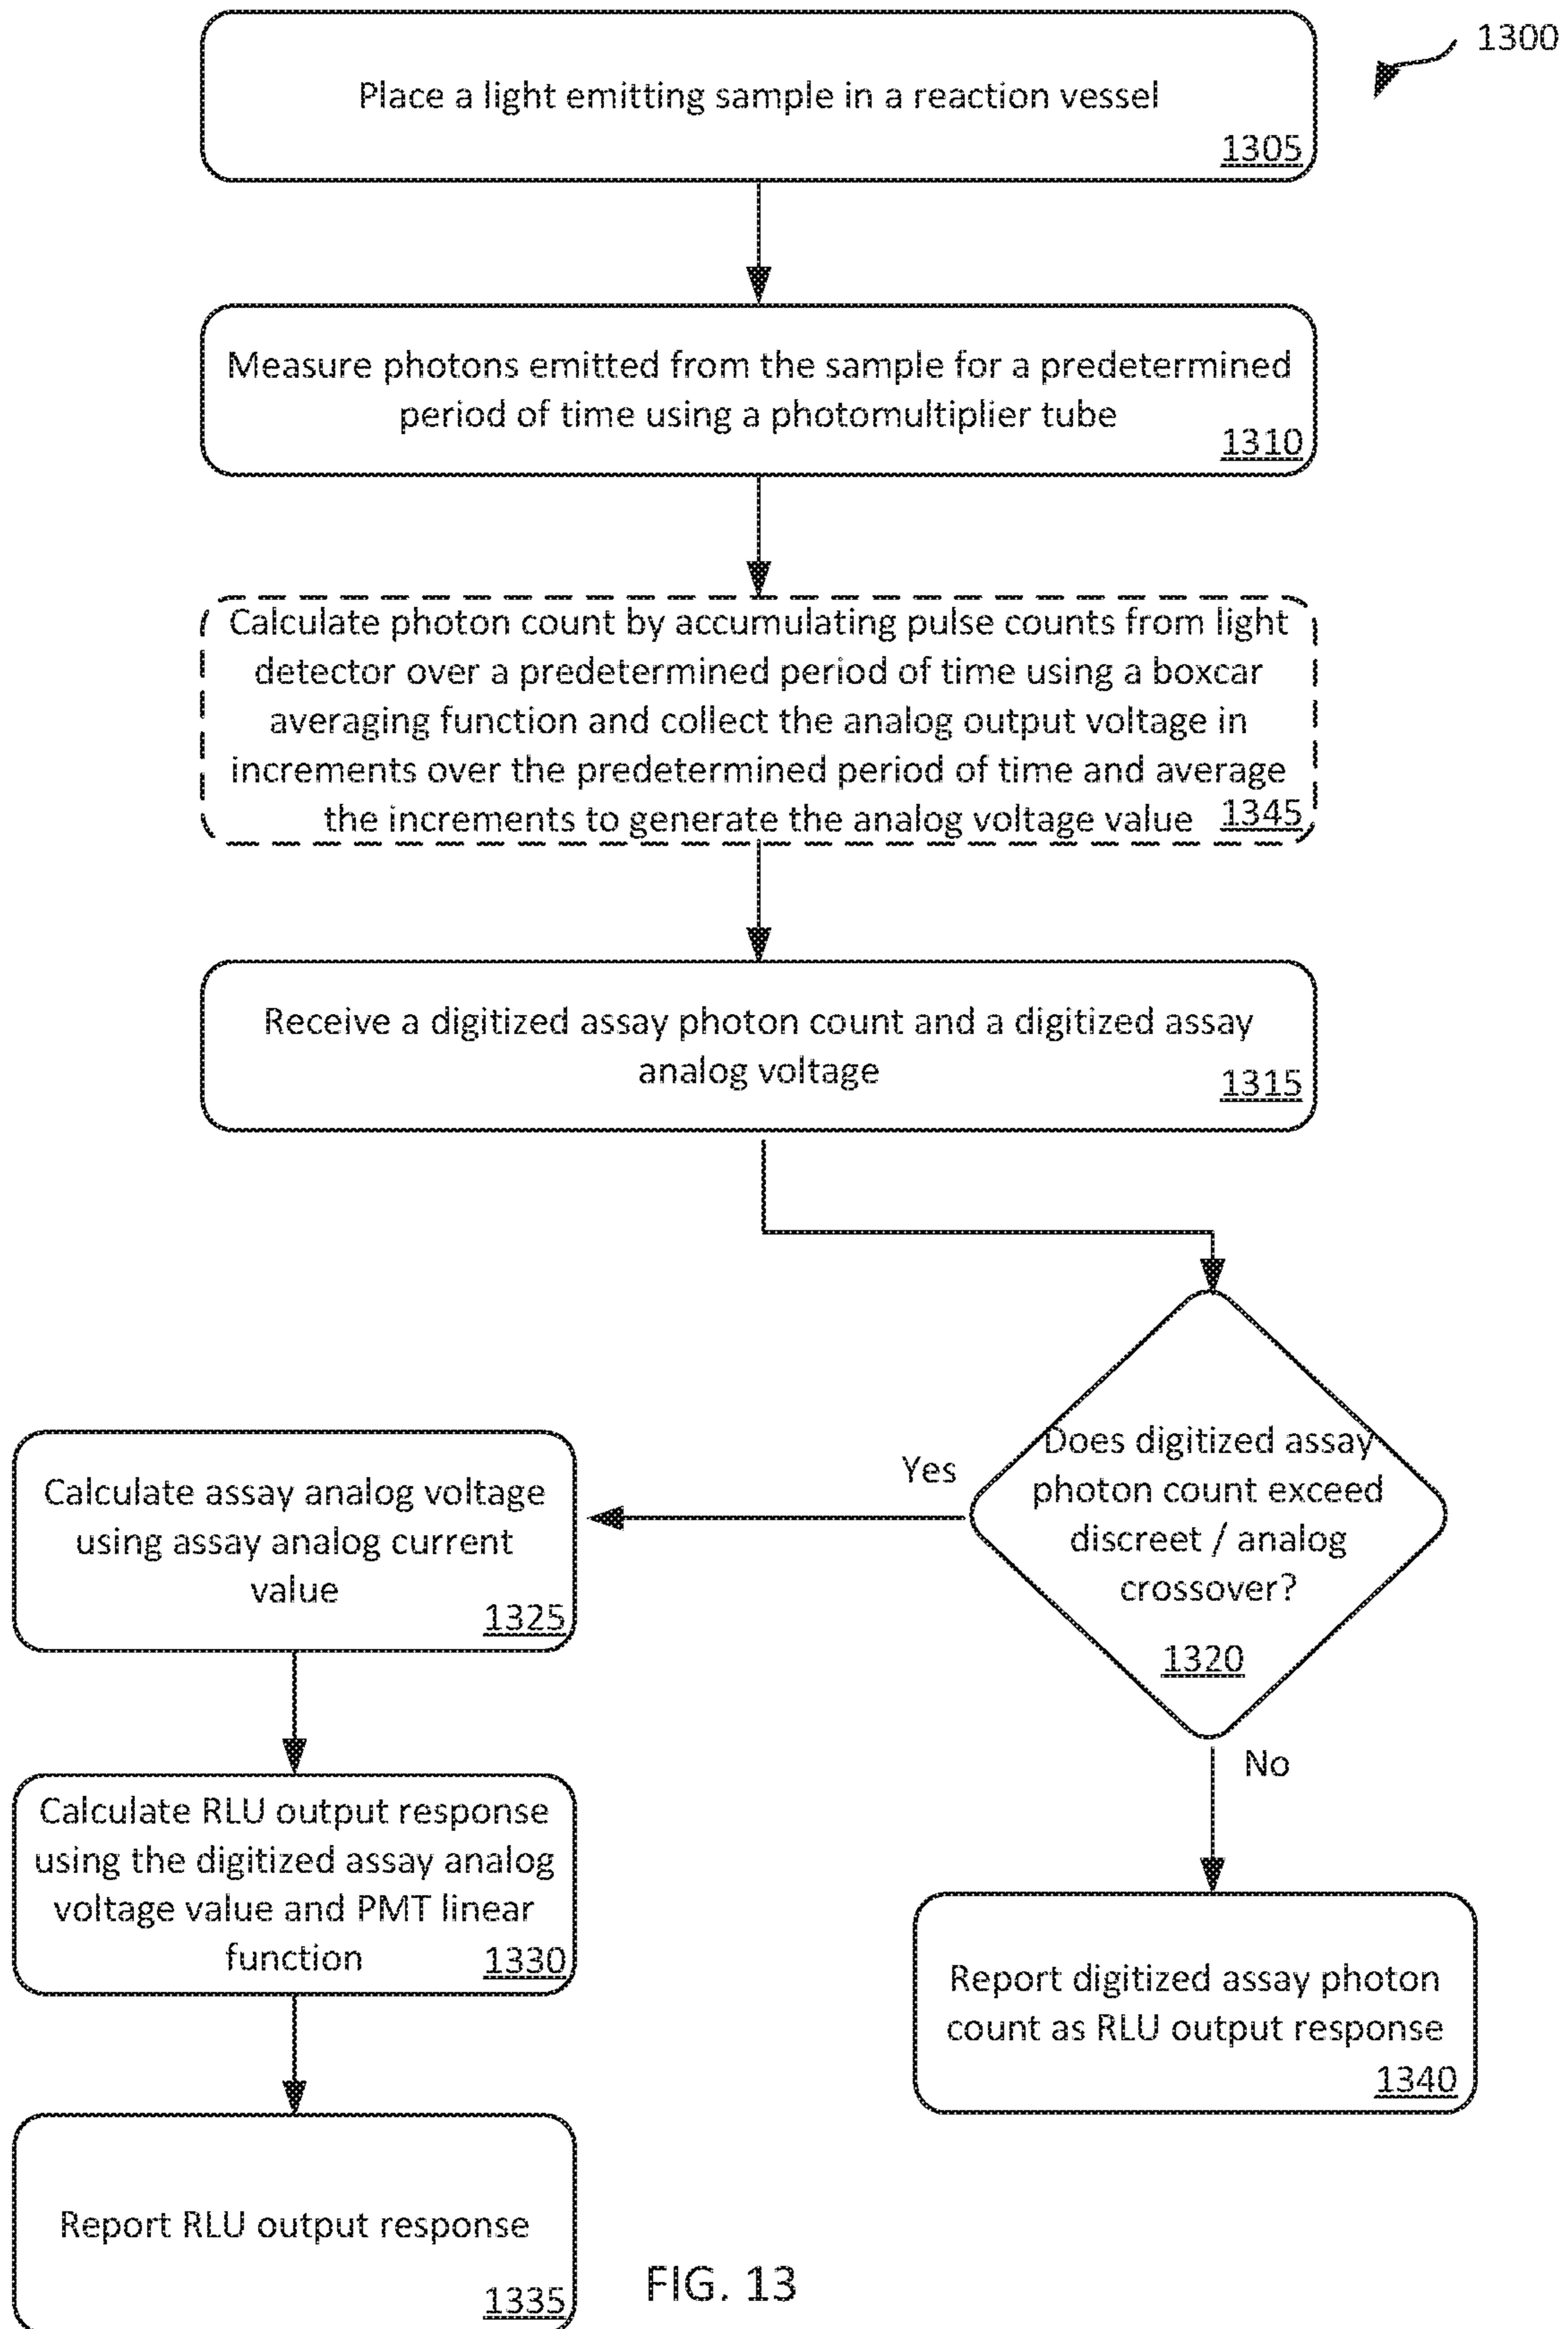 1300
Place a light emitting sample in a reaction vessel
1305
Measure photons emitted from the sample for a predetermined
period of time using a photomultiplier tube
1310
Calculate photon count by accumulating pulse counts from light
detector over a predetermined period of time using a boxcar
averaging function and collect the analog output voltage in
increments over the predetermined period of time and average
the increments to generate the analog voltage value 1345
Receive a digitized assay photon count and a digitized assay
analog voltage
1315
Does digitized assay
photon count exceed
discreet / analog
crossover?
1320
Yes
Calculate assay analog voltage
using assay analog current
value
1325
No
Calculate RLU output response
using the digitized assay analog
voltage value and PMT linear
function 1330
Report digitized assay photon
count as RLU output response
1340
Report RLU output response
1335
FIG. 13